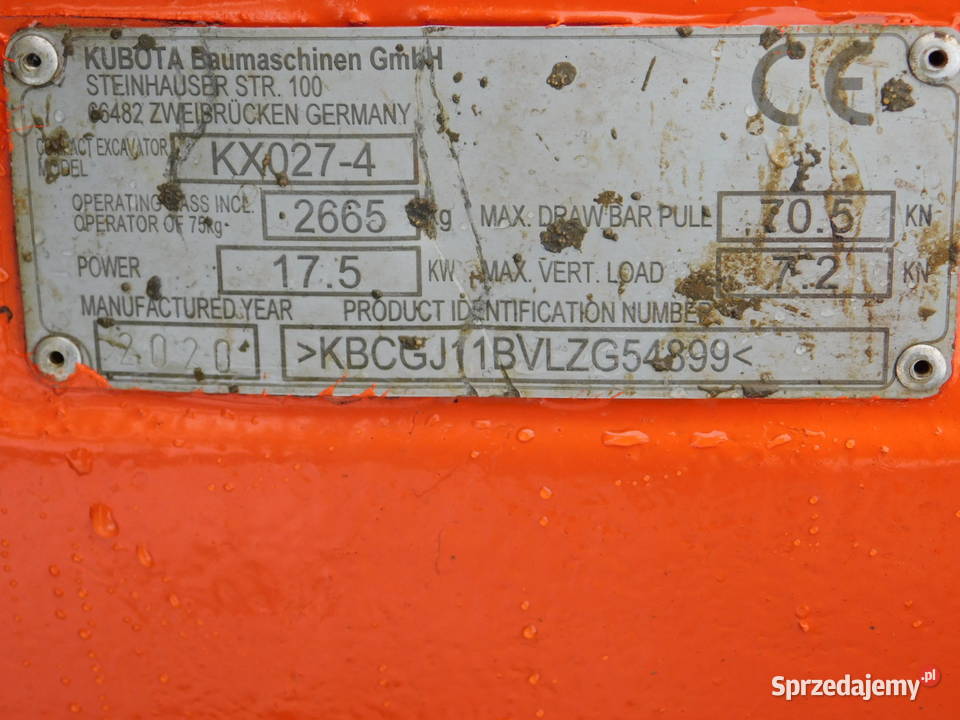 KUBOTA Baumaschinen GmbH
STEINHAUSER STR. 100
66482 ZWEIBRÜCKEN GERMANY
COMPACT EXCAVATOR
MODEL KX027-4
OPERATING MASS INCL.
OPERATOR OF 75kg 2665 kg MAX. DRAW BAR PULL 70.5 KN
POWER 17.5 KW MAX. VERT. LOAD 7.2 KN
MANUFACTURED YEAR PRODUCT IDENTIFICATION NUMBER
2020 >KBCGJ11BVLZG54899<
CE
Sprzedajemy.pl